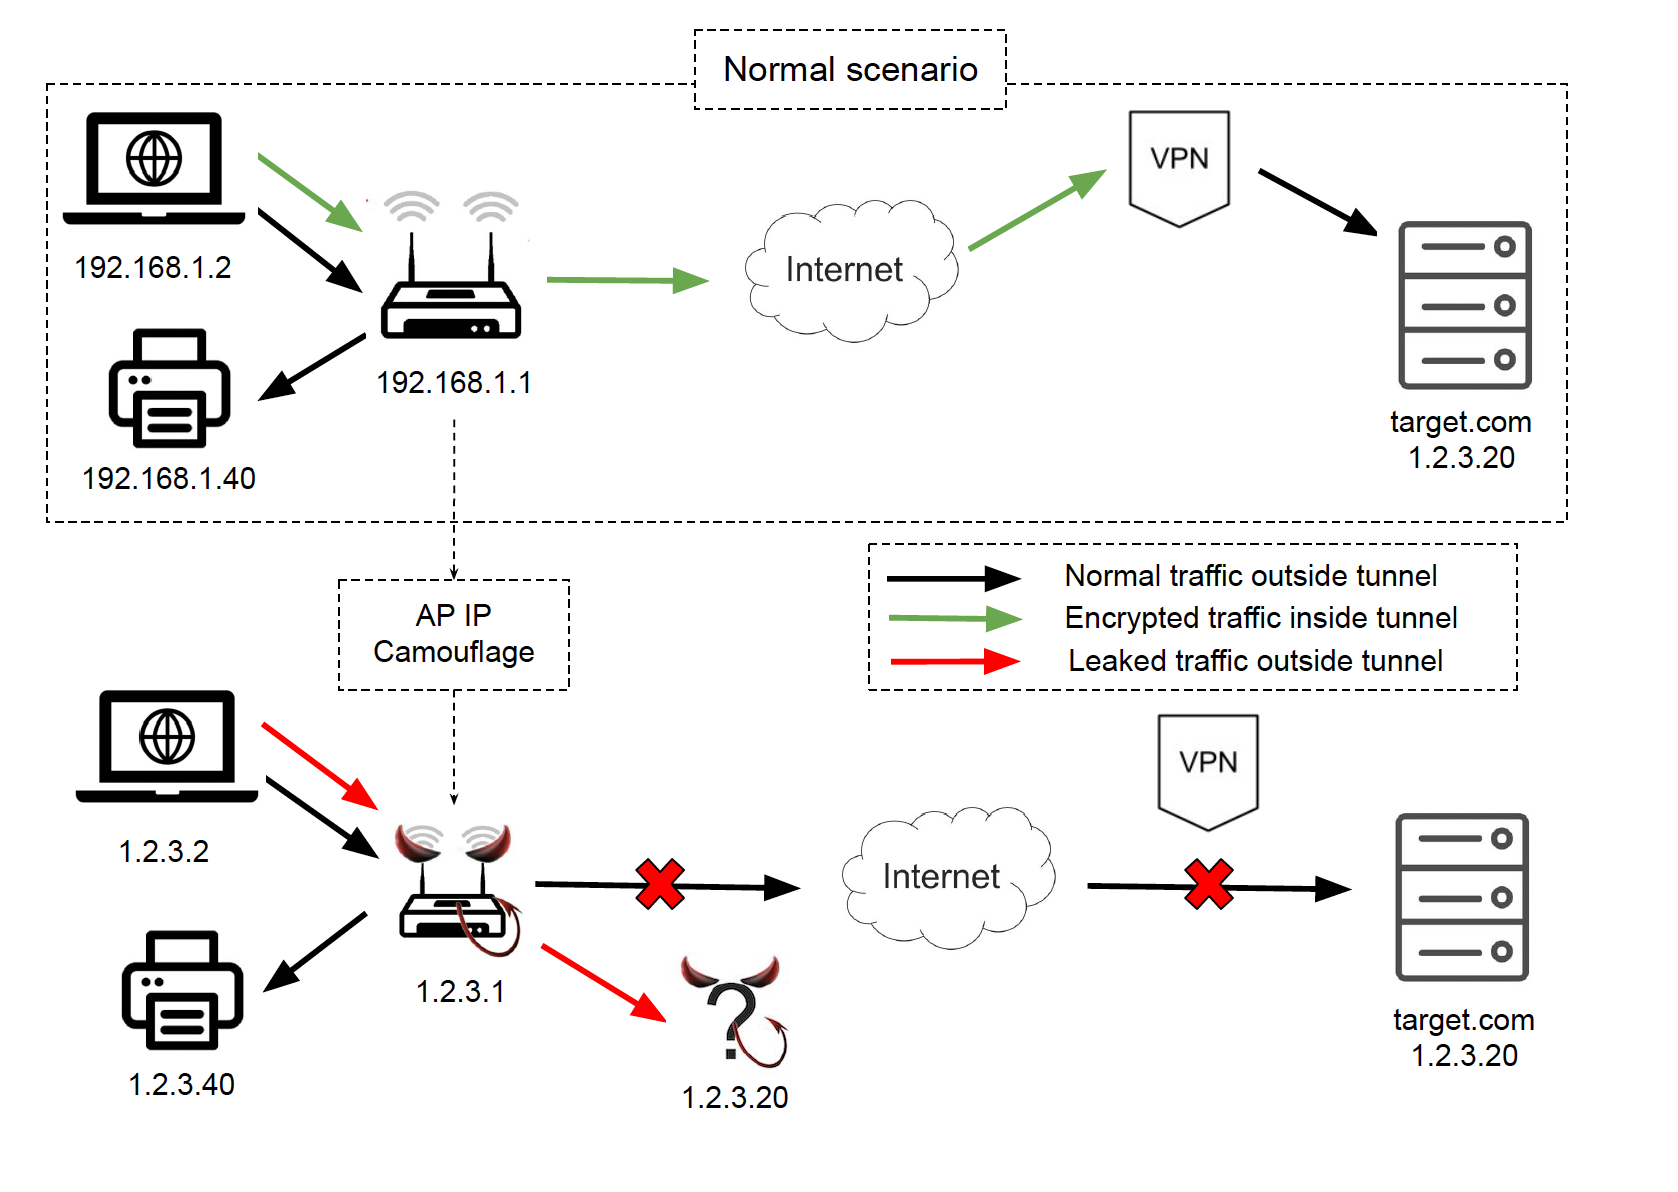 Normal scenario
VPN
192.168.1.2
Internet
192.168.1.1
target.com
1.2.3.20
192.168.1.40
Normal traffic outside tunnel
Encrypted traffic inside tunnel
Leaked traffic outside tunnel
AP IP
Camouflage
VPN
1.2.3.2
Internet
1.2.3.1
target.com
1.2.3.20
1.2.3.40
?
1.2.3.20